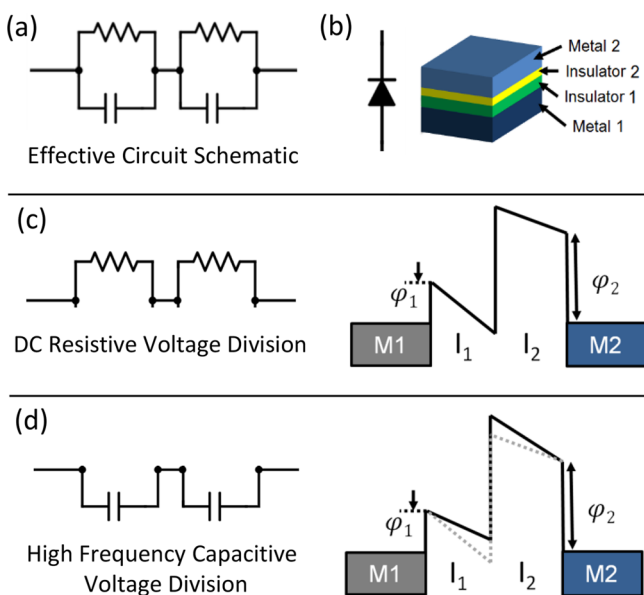 (a)
Effective Circuit Schematic
(b)
Metal 2
Insulator 2
Insulator 1
Metal 1
(c)
DC Resistive Voltage Division
φ₁
φ₂
M1
I₁
I₂
M2
(d)
High Frequency Capacitive
Voltage Division
φ₁
φ₂
M1
I₁
I₂
M2